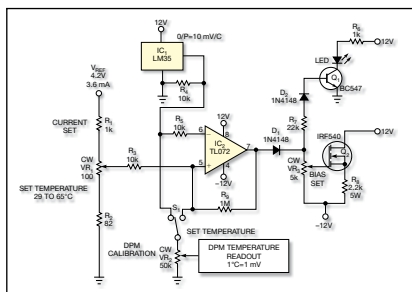 12V
0/P=10 mV/C
IC1
LM35
VREF
4.2V
3.6 mA
R4
10k
R6
1k
12V
LED
Q1
BC547
D2
1N4148
CURRENT
SET
R1
1k
R5
10k
12V
R7
22k
D1
1N4148
IRF540
12V
6
8
IC2
TL072
7
5
4
−12V
CW
VR1
100
R3
10k
SET TEMPERATURE
29 TO 65°C
R9
1M
CW
VR3
5k
BIAS
SET
Q2
R8
2.2k
5W
−12V
R2
82
S1
SET TEMPERATURE
DPM
CALIBRATION
CW
VR2
50k
DPM TEMPERATURE
READOUT
1°C=1 mV